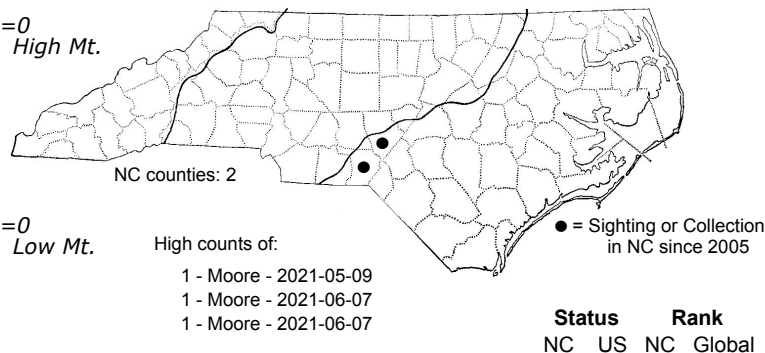 =0
High Mt.
NC counties: 2
=0
Low Mt.
High counts of:
1 - Moore - 2021-05-09
1 - Moore - 2021-06-07
1 - Moore - 2021-06-07
● = Sighting or Collection
in NC since 2005
Status Rank
NC US NC Global